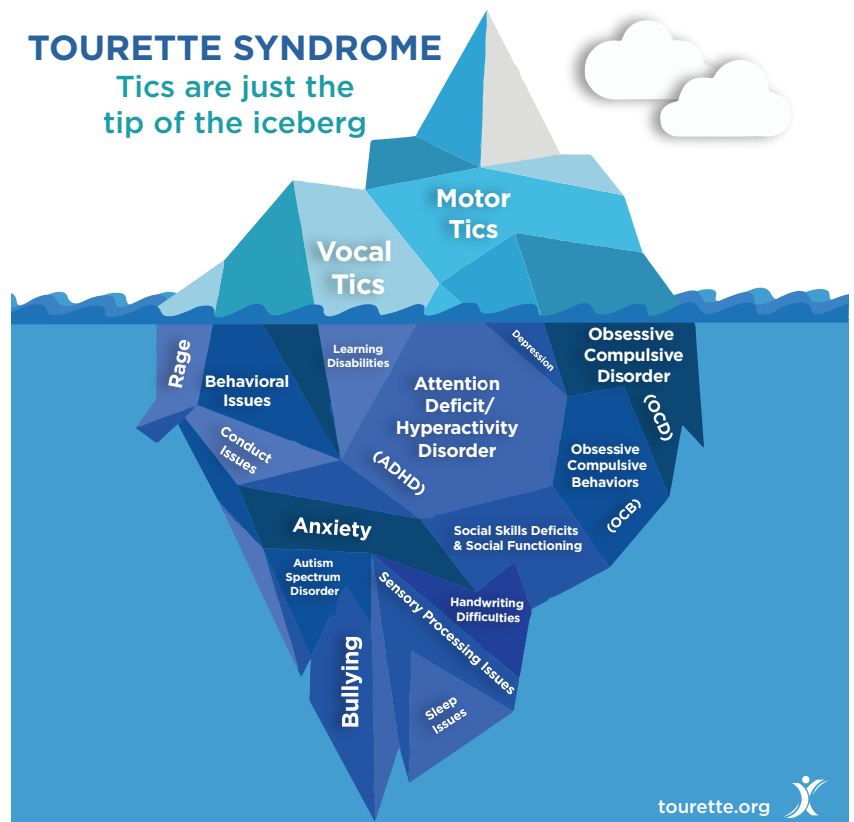 TOURETTE SYNDROME
Tics are just the
tip of the iceberg
Motor
Tics
Vocal
Tics
Rage
Behavioral
Issues
Learning
Disabilities
Attention
Deficit/
Hyperactivity
Disorder
(ADHD)
Depression
Obsessive
Compulsive
Disorder
(OCD)
Conduct
Issues
Obsessive
Compulsive
Behaviors
(OCB)
Anxiety
Social Skills Deficits
& Social Functioning
Autism
Spectrum
Disorder
Sensory Processing Issues
Handwriting
Difficulties
Bullying
Sleep
Issues
tourette.org